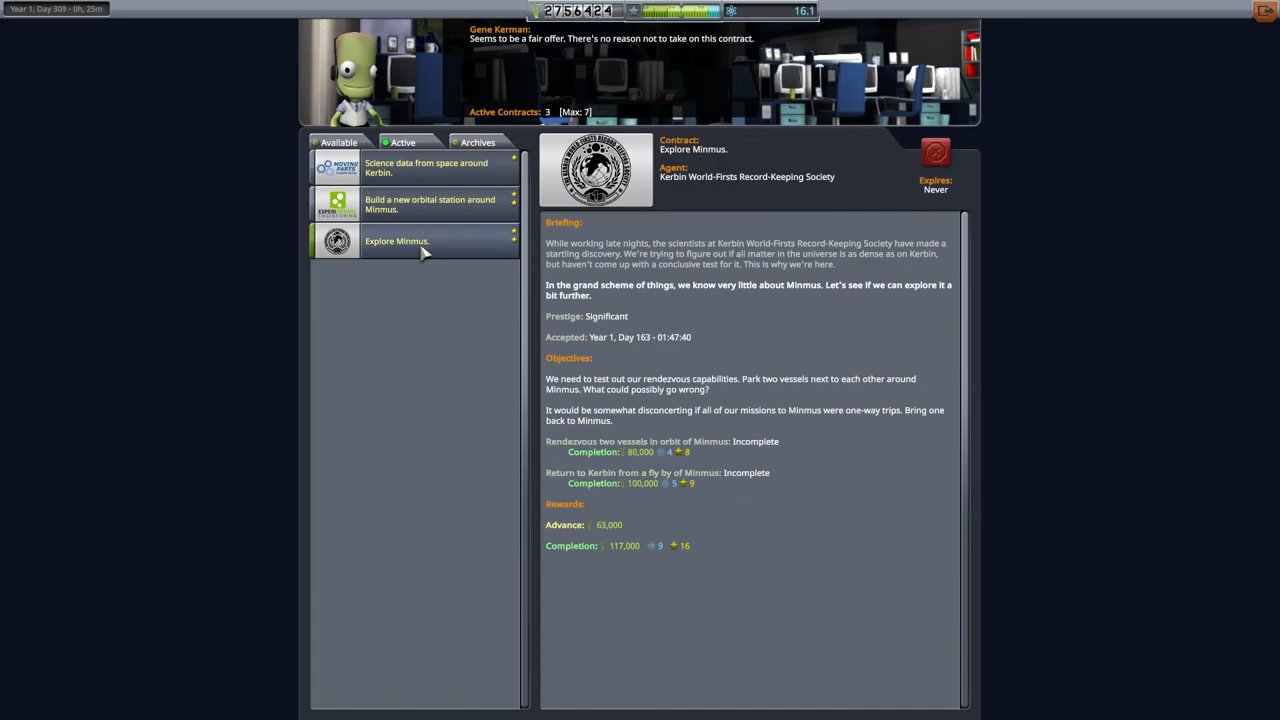 Year 1, Day 309 - 0h, 25m
2756424
16.1
Gene Kerman:
Seems to be a fair offer. There's no reason not to take on this contract.
Active Contracts: 3 [Max: 7]
Available
Active
Archives
Science data from space around
Kerbin.
Build a new orbital station around
Minmus.
Explore Minmus.
MOVING
PARTS
Contract:
Explore Minmus.
Agent:
Kerbin World-Firsts Record-Keeping Society
Expires:
Never
Briefing:
While working late nights, the scientists at Kerbin World-Firsts Record-Keeping Society have made a
startling discovery. We're trying to figure out if all matter in the universe is as dense as on Kerbin,
but haven't come up with a conclusive test for it. This is why we're here.
In the grand scheme of things, we know very little about Minmus. Let's see if we can explore it a
bit further.
Prestige: Significant
Accepted: Year 1, Day 163 - 01:47:40
Objectives:
We need to test out our rendezvous capabilities. Park two vessels next to each other around
Minmus. What could possibly go wrong?
It would be somewhat disconcerting if all of our missions to Minmus were one-way trips. Bring one
back to Minmus.
Rendezvous two vessels in orbit of Minmus: Incomplete
Completion: 80,000 4 8
Return to Kerbin from a fly by of Minmus: Incomplete
Completion: 100,000 5 9
Rewards:
Advance: 63,000
Completion: 117,000 9 16